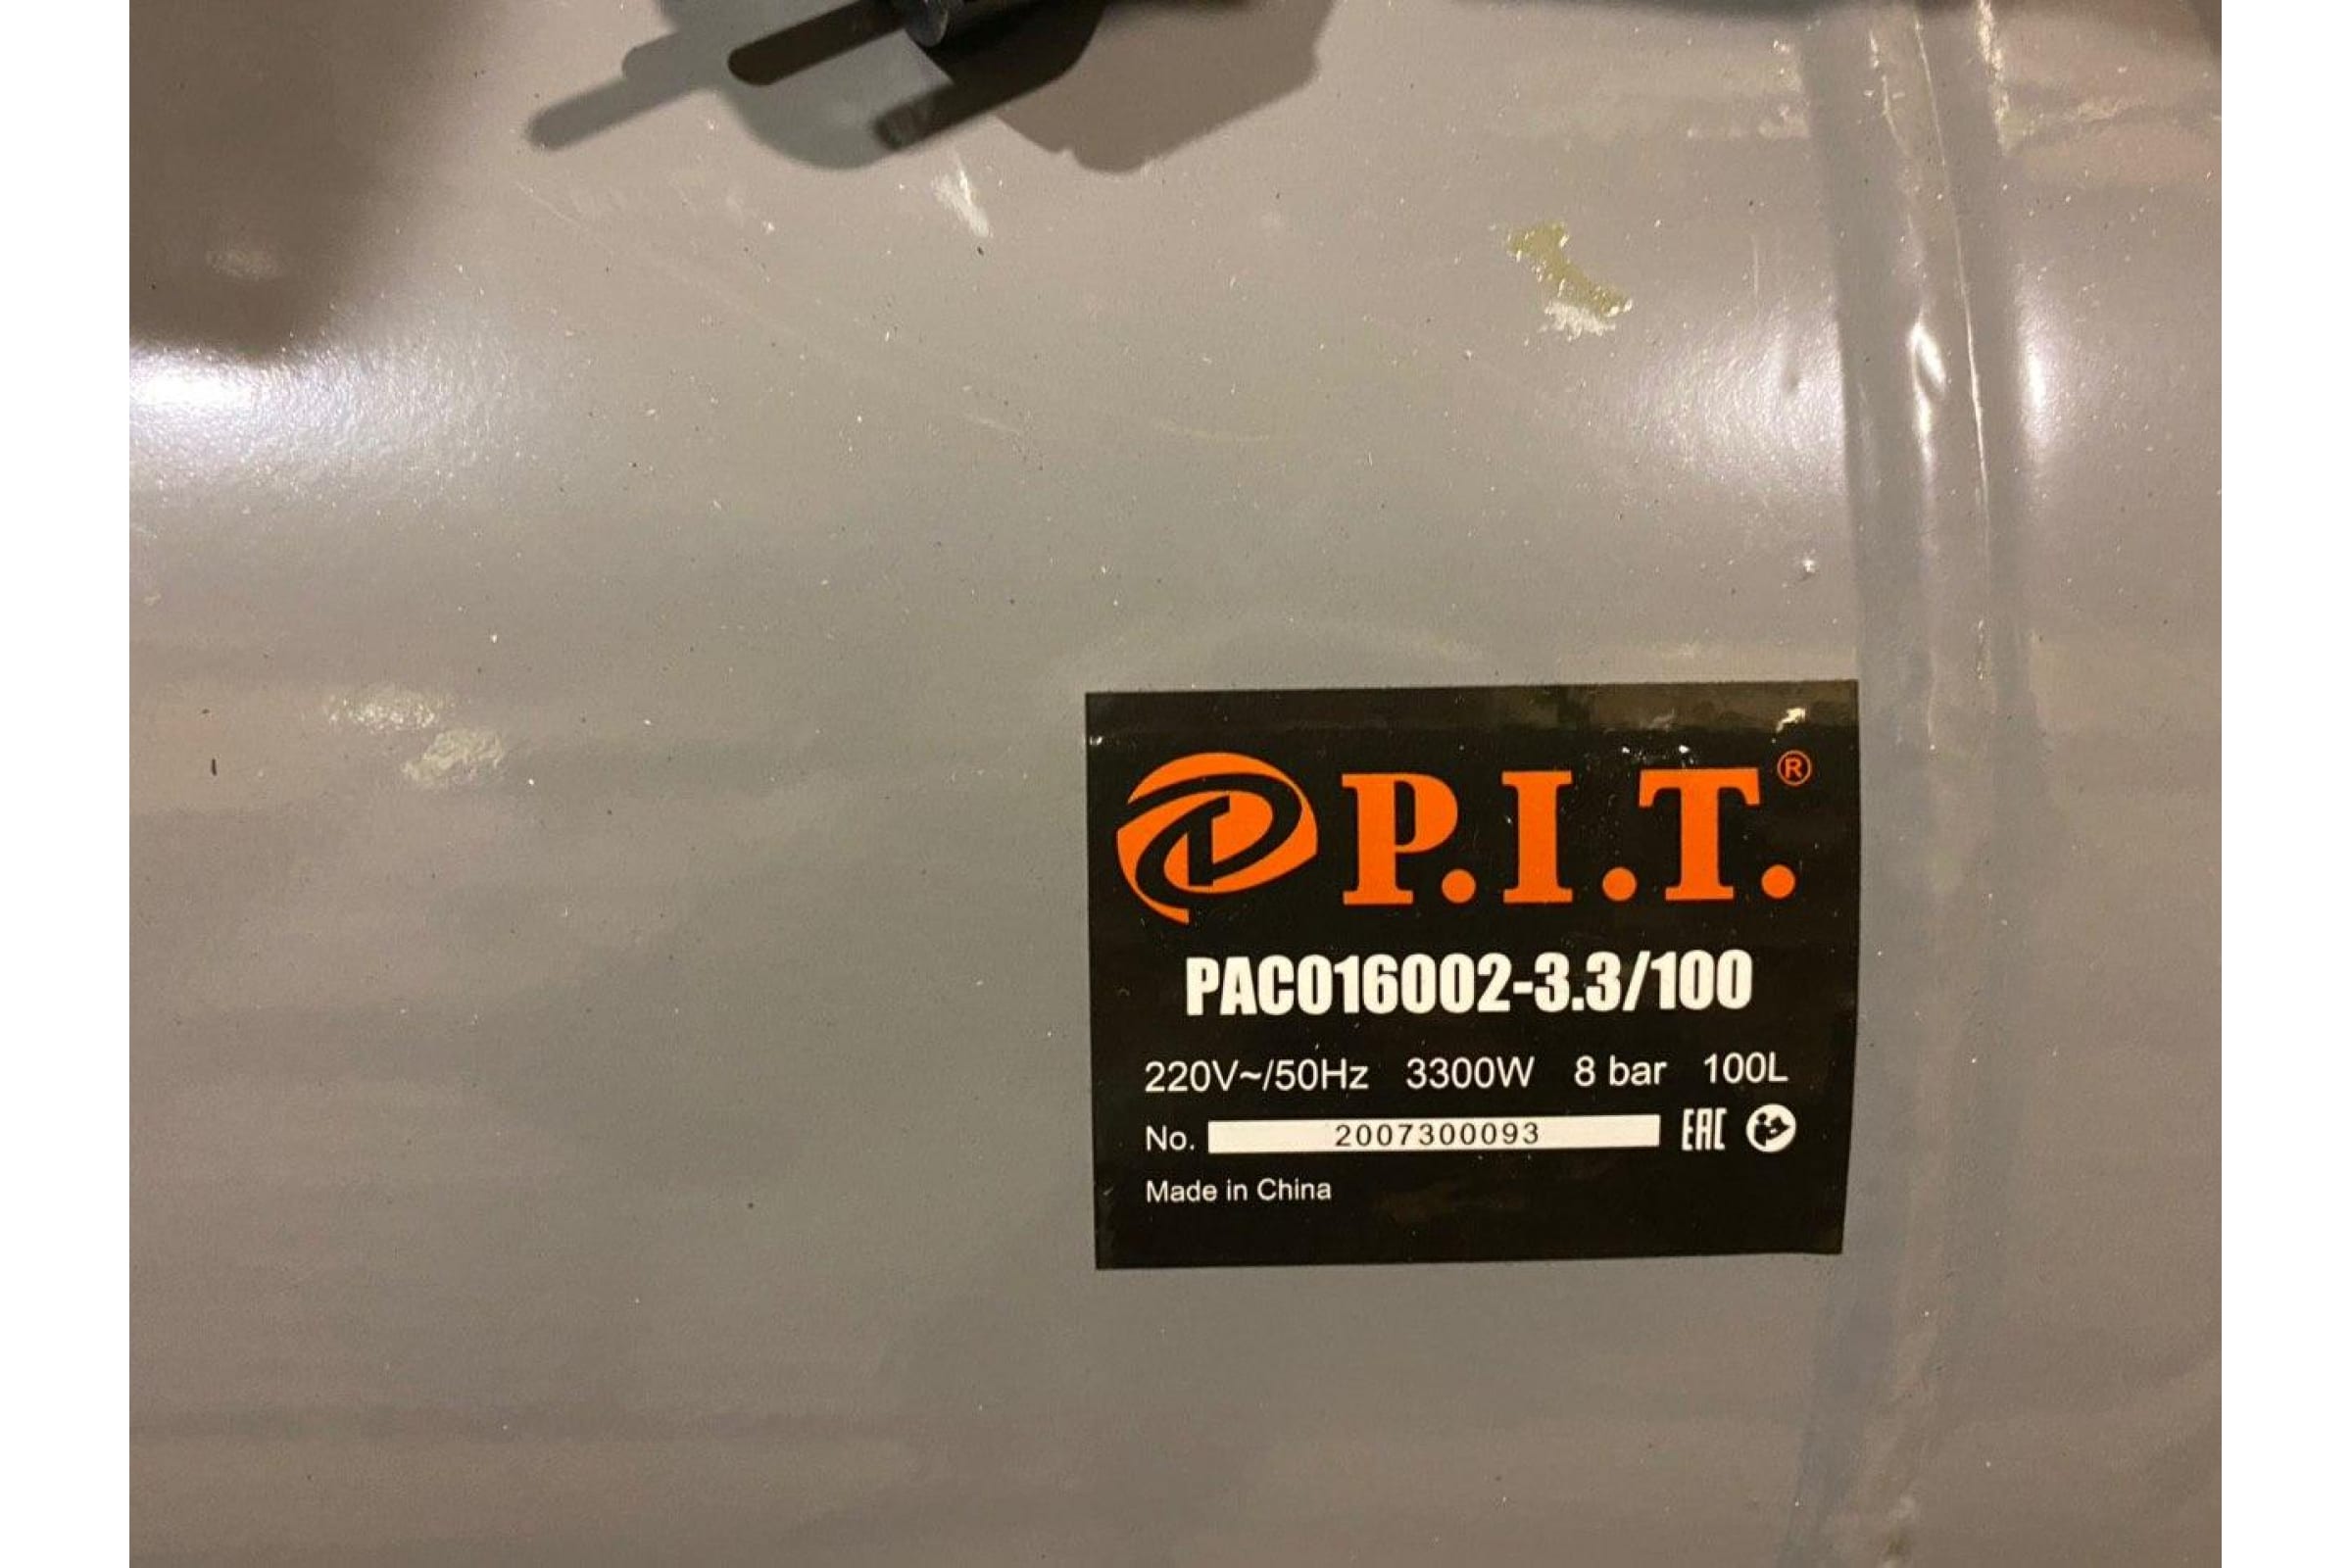 P.I.T.®
PAC016002-3.3/100
220V~/50Hz 3300W 8 bar 100L
No. 2007300093 EAC
Made in China